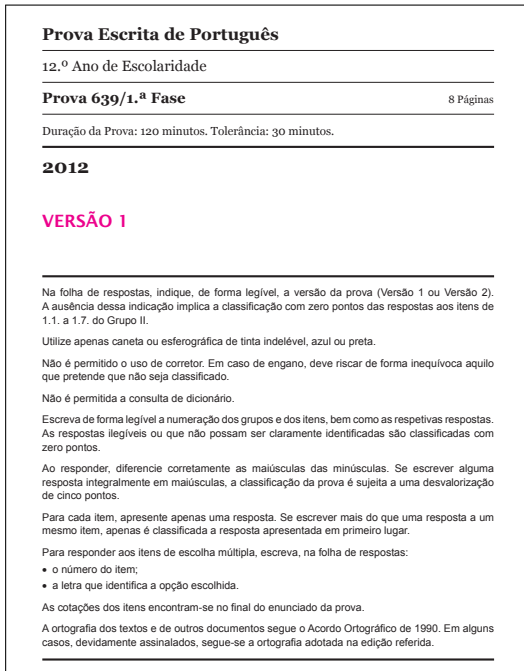 Prova Escrita de Português
12.º Ano de Escolaridade
Prova 639/1.ª Fase 8 Páginas
Duração da Prova: 120 minutos. Tolerância: 30 minutos.
2012
VERSÃO 1
Na folha de respostas, indique, de forma legível, a versão da prova (Versão 1 ou Versão 2).
A ausência dessa indicação implica a classificação com zero pontos das respostas aos itens de
1.1. a 1.7. do Grupo II.
Utilize apenas caneta ou esferográfica de tinta indelével, azul ou preta.
Não é permitido o uso de corretor. Em caso de engano, deve riscar de forma inequívoca aquilo
que pretende que não seja classificado.
Não é permitida a consulta de dicionário.
Escreva de forma legível a numeração dos grupos e dos itens, bem como as respetivas respostas.
As respostas ilegíveis ou que não possam ser claramente identificadas são classificadas com
zero pontos.
Ao responder, diferencie corretamente as maiúsculas das minúsculas. Se escrever alguma
resposta integralmente em maiúsculas, a classificação da prova é sujeita a uma desvalorização
de cinco pontos.
Para cada item, apresente apenas uma resposta. Se escrever mais do que uma resposta a um
mesmo item, apenas é classificada a resposta apresentada em primeiro lugar.
Para responder aos itens de escolha múltipla, escreva, na folha de respostas:
• o número do item;
• a letra que identifica a opção escolhida.
As cotações dos itens encontram-se no final do enunciado da prova.
A ortografia dos textos e de outros documentos segue o Acordo Ortográfico de 1990. Em alguns
casos, devidamente assinalados, segue-se a ortografia adotada na edição referida.